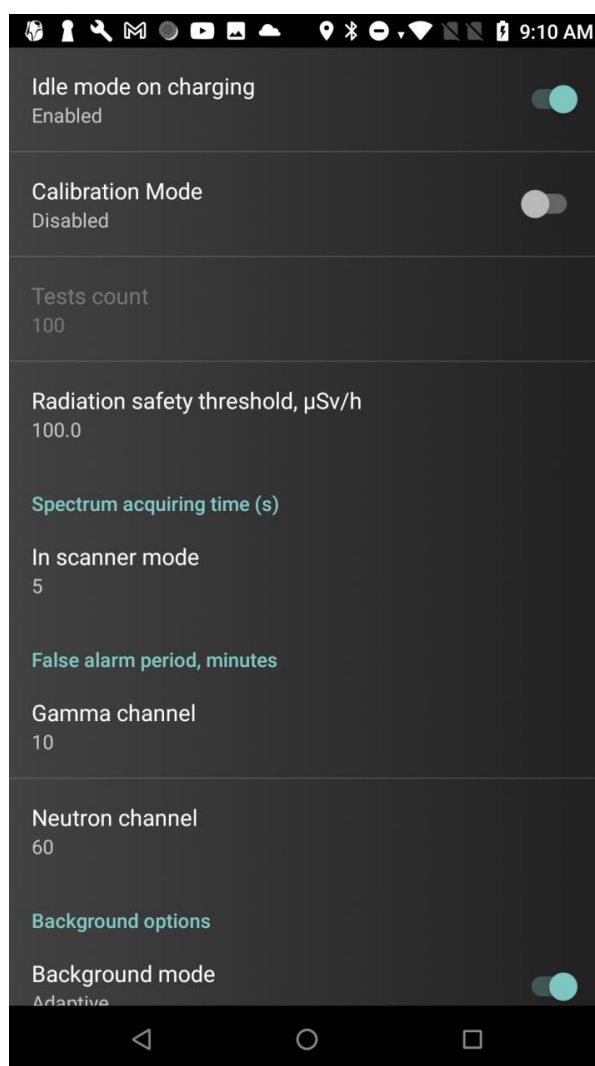 9:10 AM
Idle mode on charging
Enabled
Calibration Mode
Disabled
Tests count
100
Radiation safety threshold, µSv/h
100.0
Spectrum acquiring time (s)
In scanner mode
5
False alarm period, minutes
Gamma channel
10
Neutron channel
60
Background options
Background mode
Adaptive